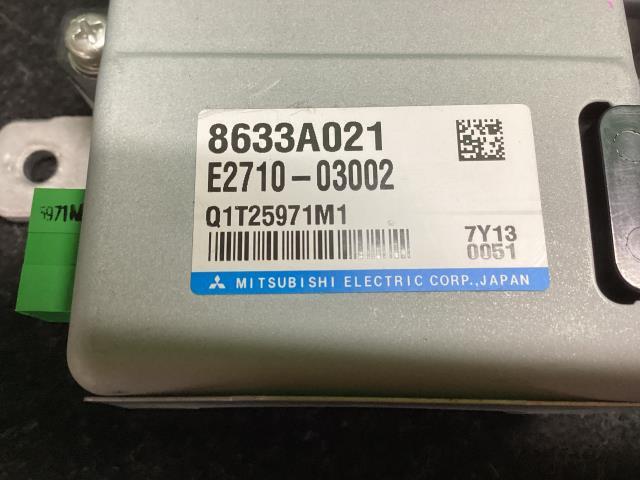 8633A021
E2710-03002
Q1T25971M1
7Y13
0051
MITSUBISHI ELECTRIC CORP., JAPAN
5971M